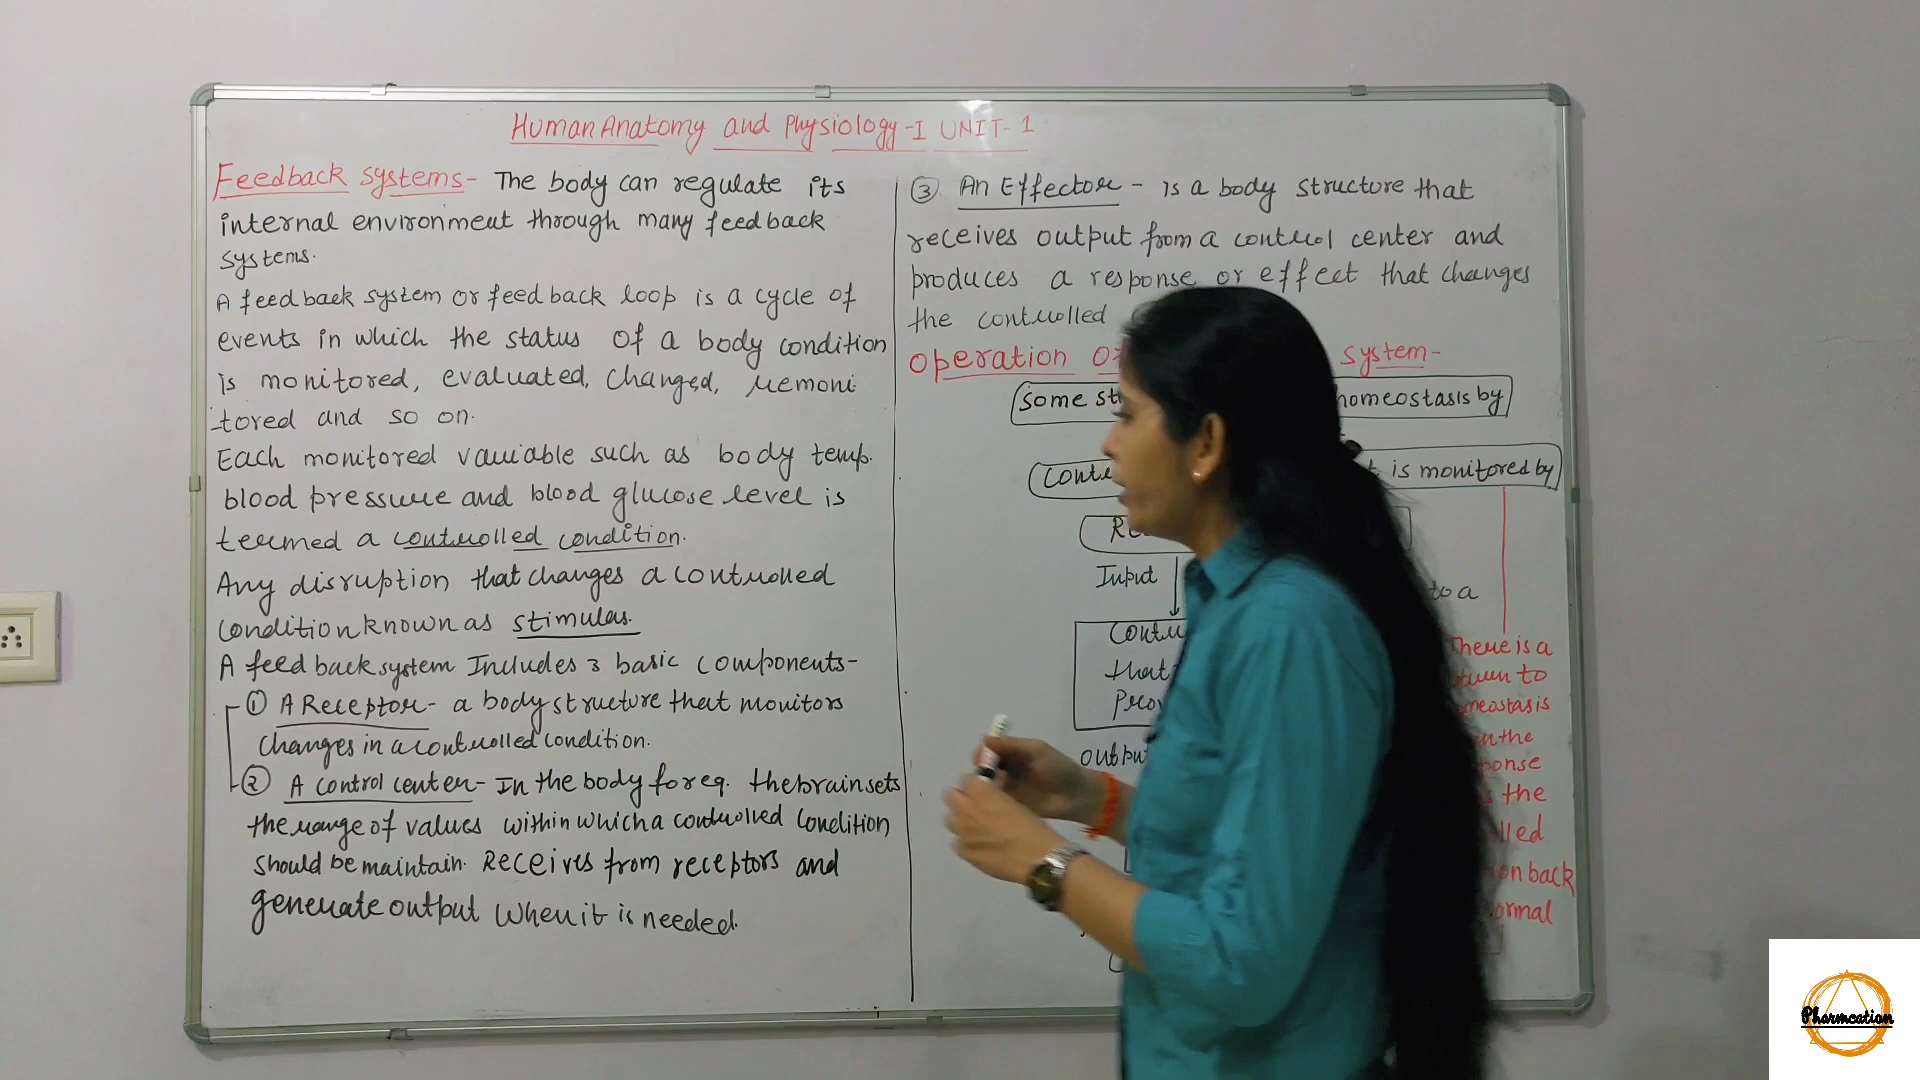 Human Anatomy and Physiology-I UNIT-1
Feedback systems- The body can regulate its
internal environment through many feedback
systems.
A feedback system or feedback loop is a cycle of
events in which the status of a body condition
is monitored, evaluated, changed, remoni
tored and so on.
Each monitored variable such as body temp.
blood pressure and blood glucose level is
termed a controlled condition.
Any disruption that changes a controlled
condition known as stimulas.
A feedback system Includes 3 basic components-
① A Receptor- a body structure that monitors
changes in a controlled condition.
② A control center- In the body for eg. the brain sets
the range of values within which a controlled condition
should be maintain. Receives from receptors and
generate output when it is needed.
③ An Effector- is a body structure that
receives output from a control center and
produces a response or effect that changes
the controlled
Operation system-
some homeostasis by
is monitored by
Input
to a
that
output
There is a
to
the
the
back
Pharmcation